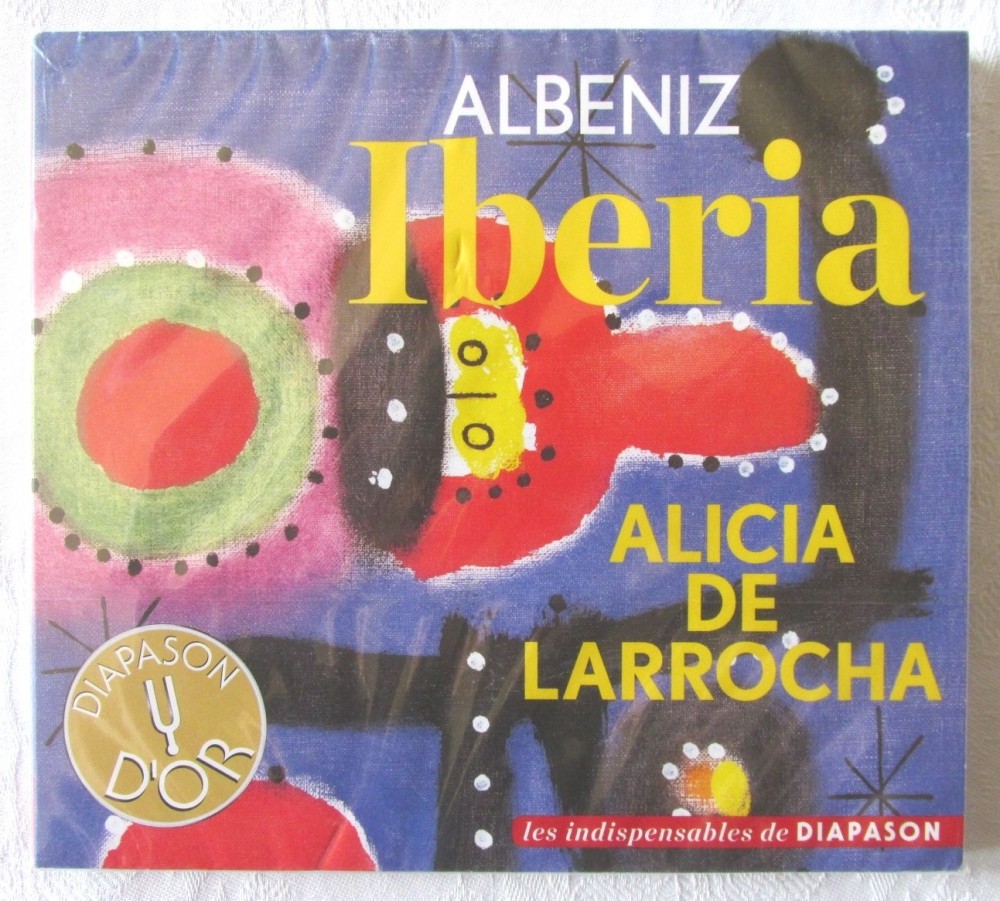 ALBENIZ
Iberia
ALICIA
DE
LARROCHA
DIAPASON
D'OR
les indispensables de DIAPASON